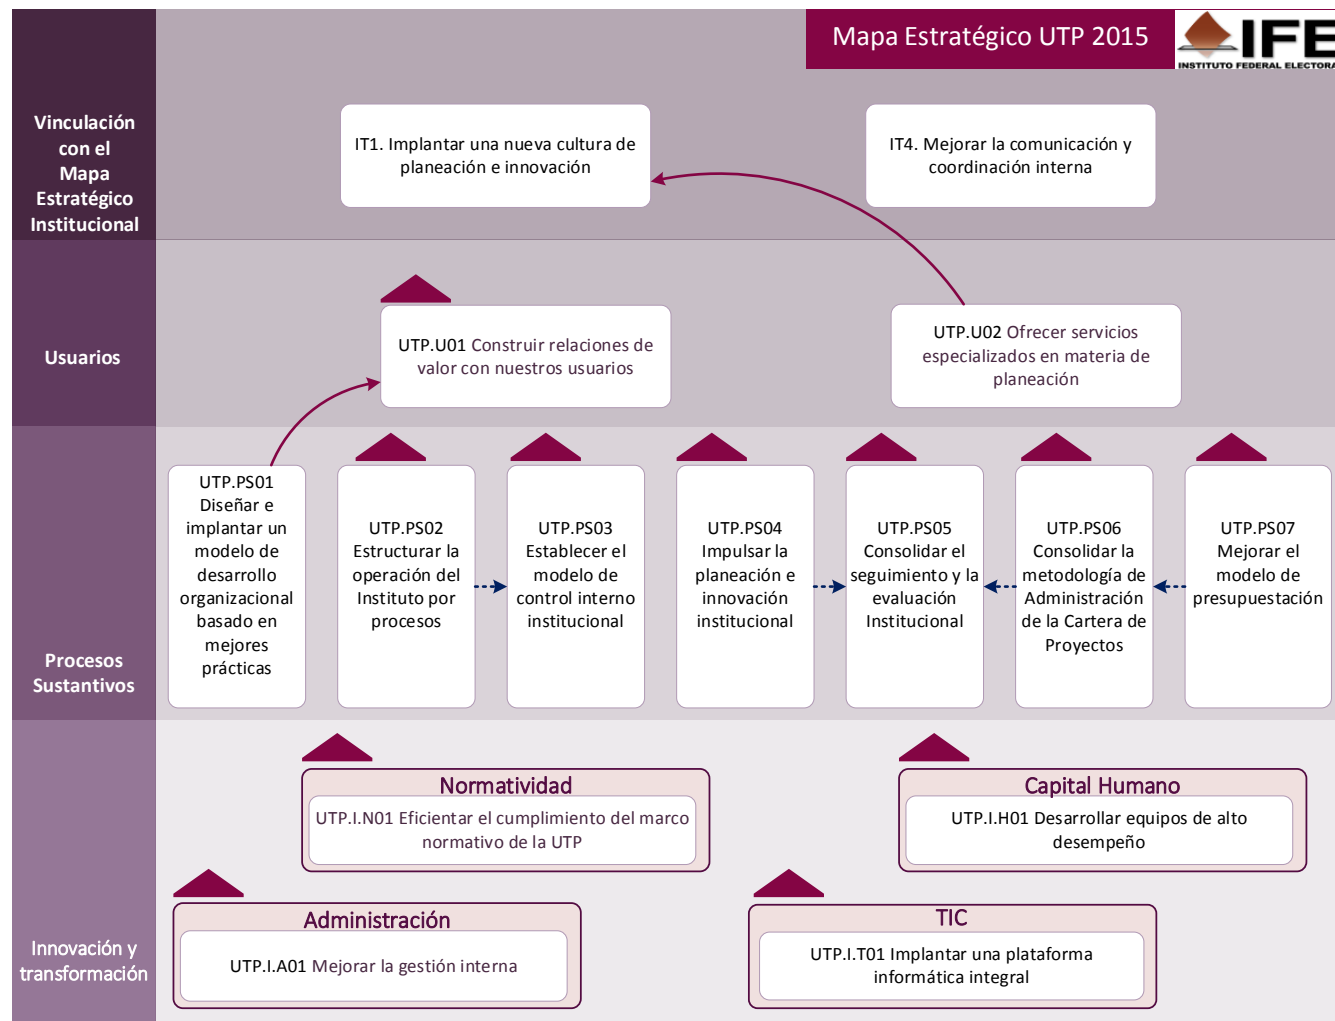 Mapa Estratégico UTP 2015
IFE
INSTITUTO FEDERAL ELECTORA
Vinculación
con el
Mapa
Estratégico
Institucional
IT1. Implantar una nueva cultura de
planeación e innovación
IT4. Mejorar la comunicación y
coordinación interna
Usuarios
UTP.U01 Construir relaciones de
valor con nuestros usuarios
UTP.U02 Ofrecer servicios
especializados en materia de
planeación
Procesos
Sustantivos
UTP.PS01
Diseñar e
implantar un
modelo de
desarrollo
organizacional
basado en
mejores
prácticas
UTP.PS02
Estructurar la
operación del
Instituto por
procesos
UTP.PS03
Establecer el
modelo de
control interno
institucional
UTP.PS04
Impulsar la
planeación e
innovación
institucional
UTP.PS05
Consolidar el
seguimiento y la
evaluación
Institucional
UTP.PS06
Consolidar la
metodología de
Administración
de la Cartera de
Proyectos
UTP.PS07
Mejorar el
modelo de
presupuestación
Innovación y
transformación
Normatividad
UTP.I.N01 Eficientar el cumplimiento del marco
normativo de la UTP
Capital Humano
UTP.I.H01 Desarrollar equipos de alto
desempeño
Administración
UTP.I.A01 Mejorar la gestión interna
TIC
UTP.I.T01 Implantar una plataforma
informática integral